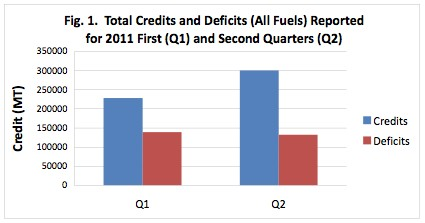 Fig. 1.  Total Credits and Deficits (All Fuels) Reported
for 2011 First (Q1) and Second Quarters (Q2)
Credit (MT)
350000
300000
250000
200000
150000
100000
50000
0
Q1
Q2
Credits
Deficits